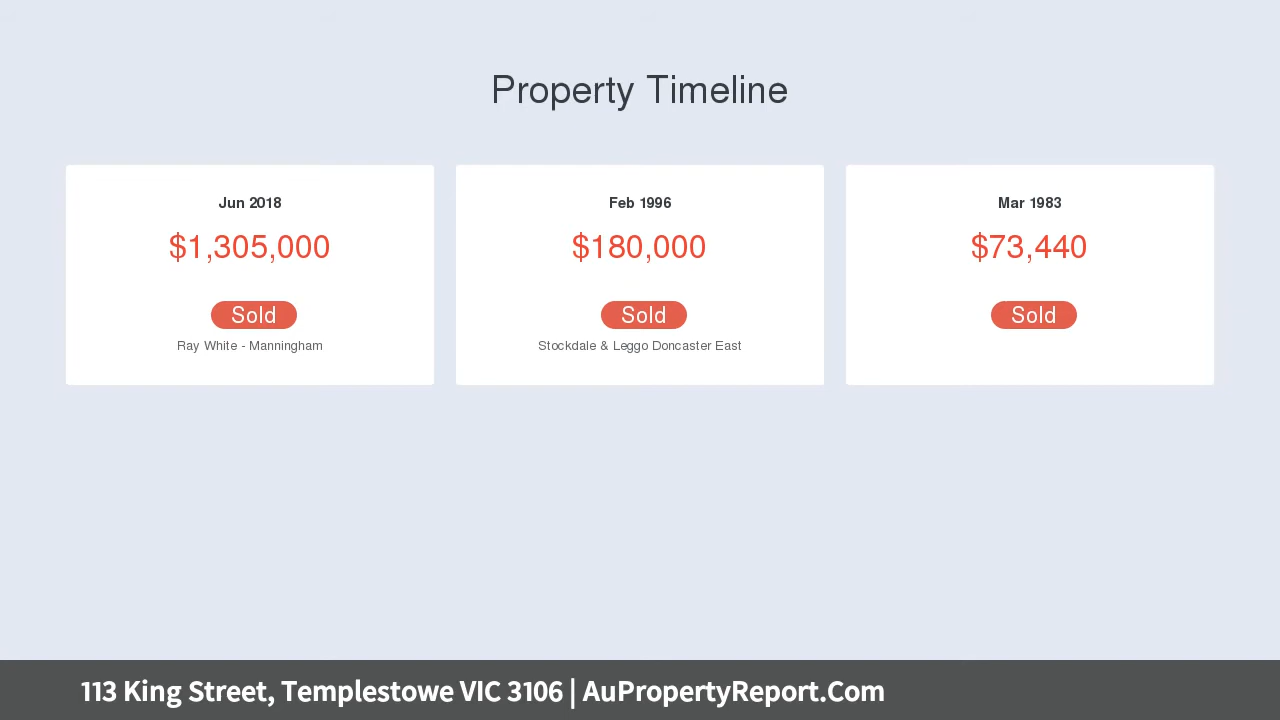 Property Timeline
Jun 2018
$1,305,000
Sold
Ray White - Manningham
Feb 1996
$180,000
Sold
Stockdale & Leggo Doncaster East
Mar 1983
$73,440
Sold
113 King Street, Templestowe VIC 3106 | AuPropertyReport.Com